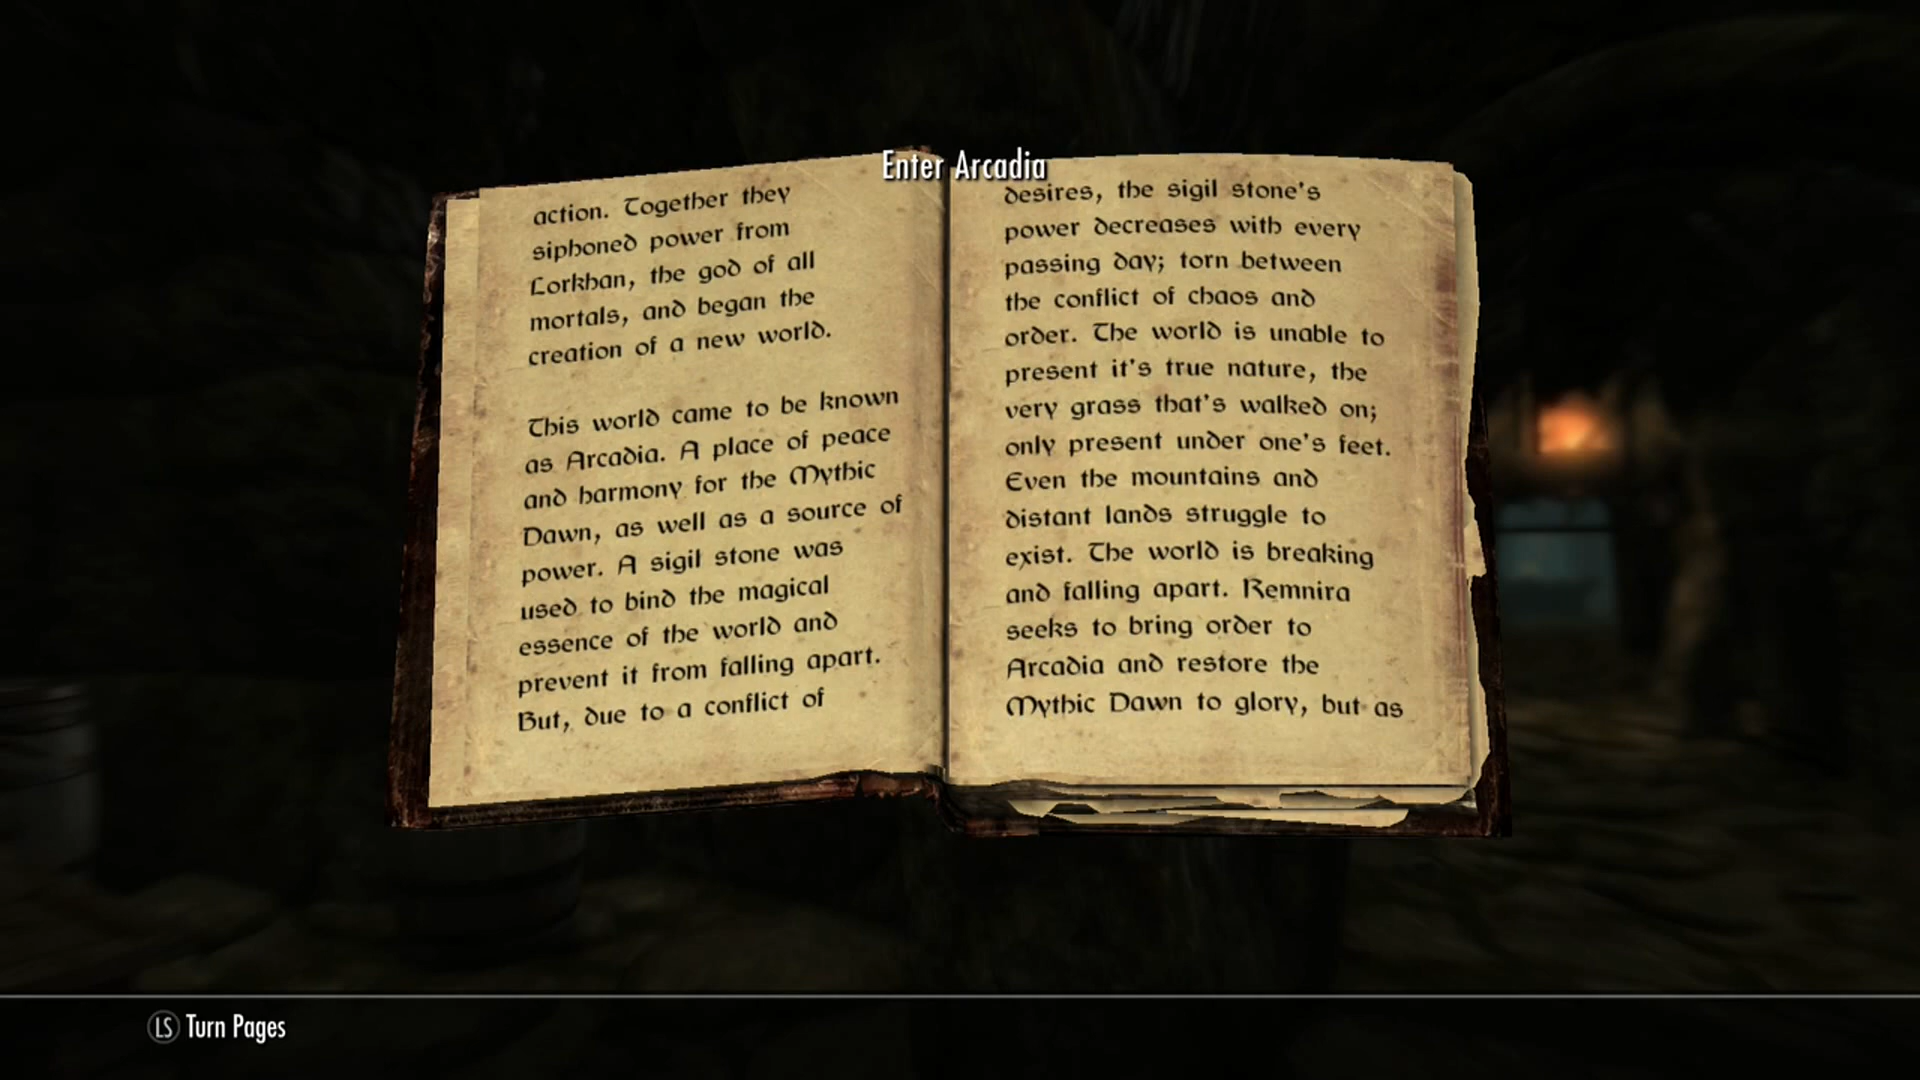 Enter Arcadia
action. Together they
siphoned power from
Lorkhan, the god of all
mortals, and began the
creation of a new world.
This world came to be known
as Arcadia. A place of peace
and harmony for the Mythic
Dawn, as well as a source of
power. A sigil stone was
used to bind the magical
essence of the world and
prevent it from falling apart.
But, due to a conflict of
desires, the sigil stone's
power decreases with every
passing day; torn between
the conflict of chaos and
order. The world is unable to
present it's true nature, the
very grass that's walked on;
only present under one's feet.
Even the mountains and
distant lands struggle to
exist. The world is breaking
and falling apart. Remnira
seeks to bring order to
Arcadia and restore the
Mythic Dawn to glory, but as
LS Turn Pages